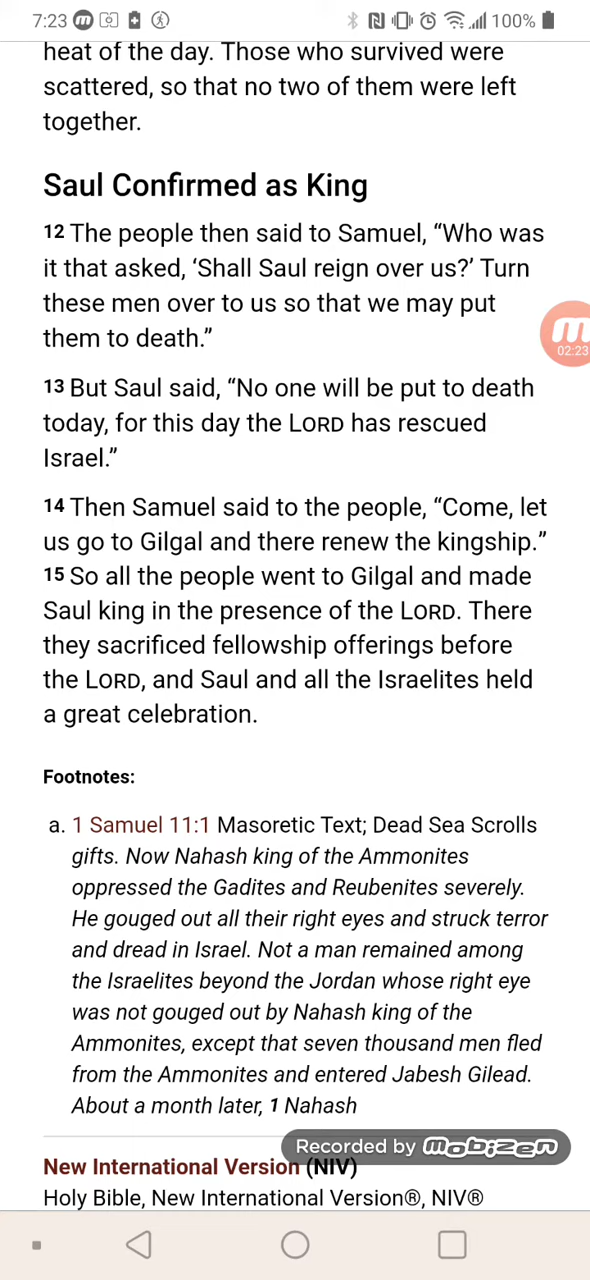 7:23 100%
heat of the day. Those who survived were
scattered, so that no two of them were left
together.
Saul Confirmed as King
12 The people then said to Samuel, “Who was
it that asked, ‘Shall Saul reign over us?’ Turn
these men over to us so that we may put
them to death.”
02:23
13 But Saul said, “No one will be put to death
today, for this day the LORD has rescued
Israel.”
14 Then Samuel said to the people, “Come, let
us go to Gilgal and there renew the kingship.”
15 So all the people went to Gilgal and made
Saul king in the presence of the LORD. There
they sacrificed fellowship offerings before
the LORD, and Saul and all the Israelites held
a great celebration.
Footnotes:
a. 1 Samuel 11:1 Masoretic Text; Dead Sea Scrolls
gifts. Now Nahash king of the Ammonites
oppressed the Gadites and Reubenites severely.
He gouged out all their right eyes and struck terror
and dread in Israel. Not a man remained among
the Israelites beyond the Jordan whose right eye
was not gouged out by Nahash king of the
Ammonites, except that seven thousand men fled
from the Ammonites and entered Jabesh Gilead.
About a month later, 1 Nahash
Recorded by mobizen
New International Version (NIV)
Holy Bible, New International Version®, NIV®